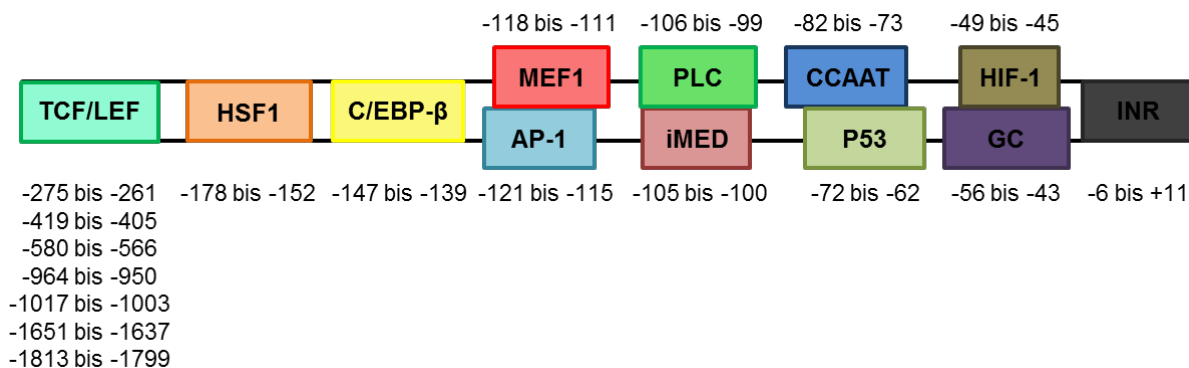 -118 bis -111 -106 bis -99 -82 bis -73 -49 bis -45
MEF1 PLC CCAAT HIF-1
TCF/LEF HSF1 C/EBP-β INR
AP-1 iMED P53 GC
-275 bis -261 -178 bis -152 -147 bis -139 -121 bis -115 -105 bis -100 -72 bis -62 -56 bis -43 -6 bis +11
-419 bis -405
-580 bis -566
-964 bis -950
-1017 bis -1003
-1651 bis -1637
-1813 bis -1799